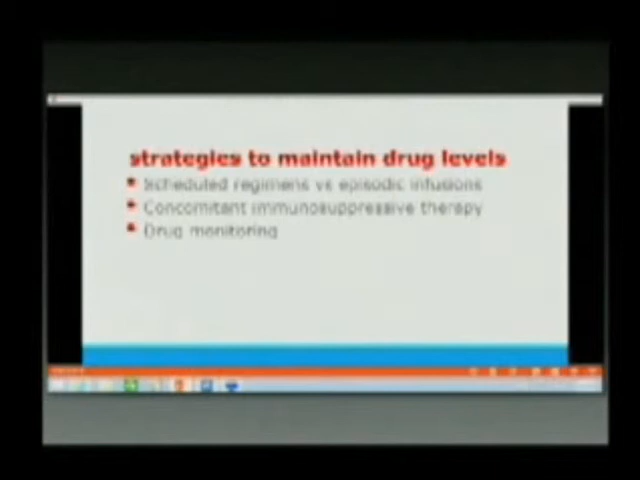 strategies to maintain drug levels
Scheduled regimens vs episodic infusions
Concomitant immunosuppressive therapy
Drug monitoring